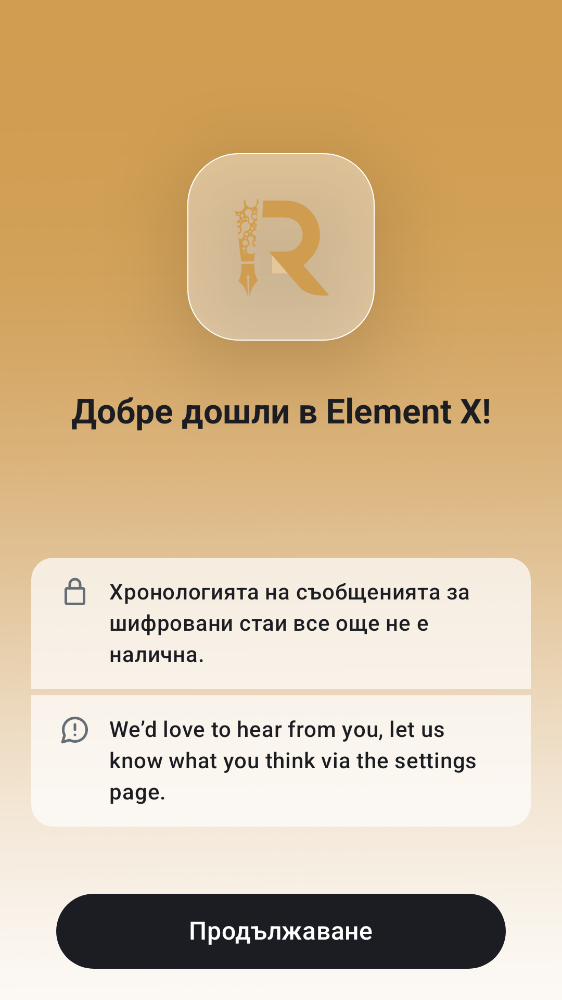 Добре дошли в Element X!
Хронологията на съобщенията за
шифровани стаи все още не е
налична.
We’d love to hear from you, let us
know what you think via the settings
page.
Продължаване